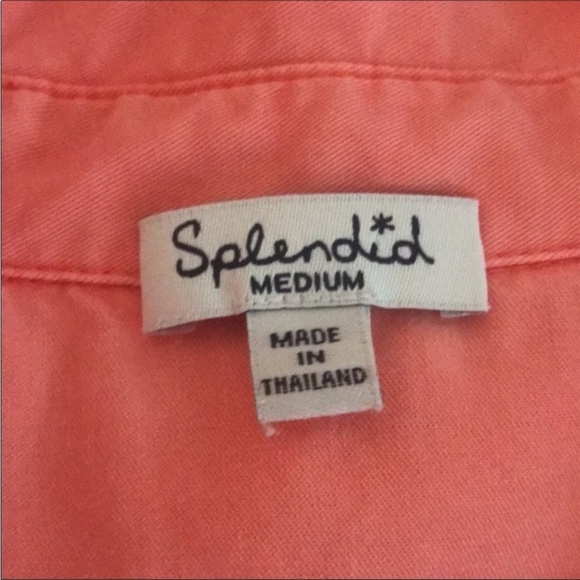 Splendid
MEDIUM
MADE
IN
THAILAND